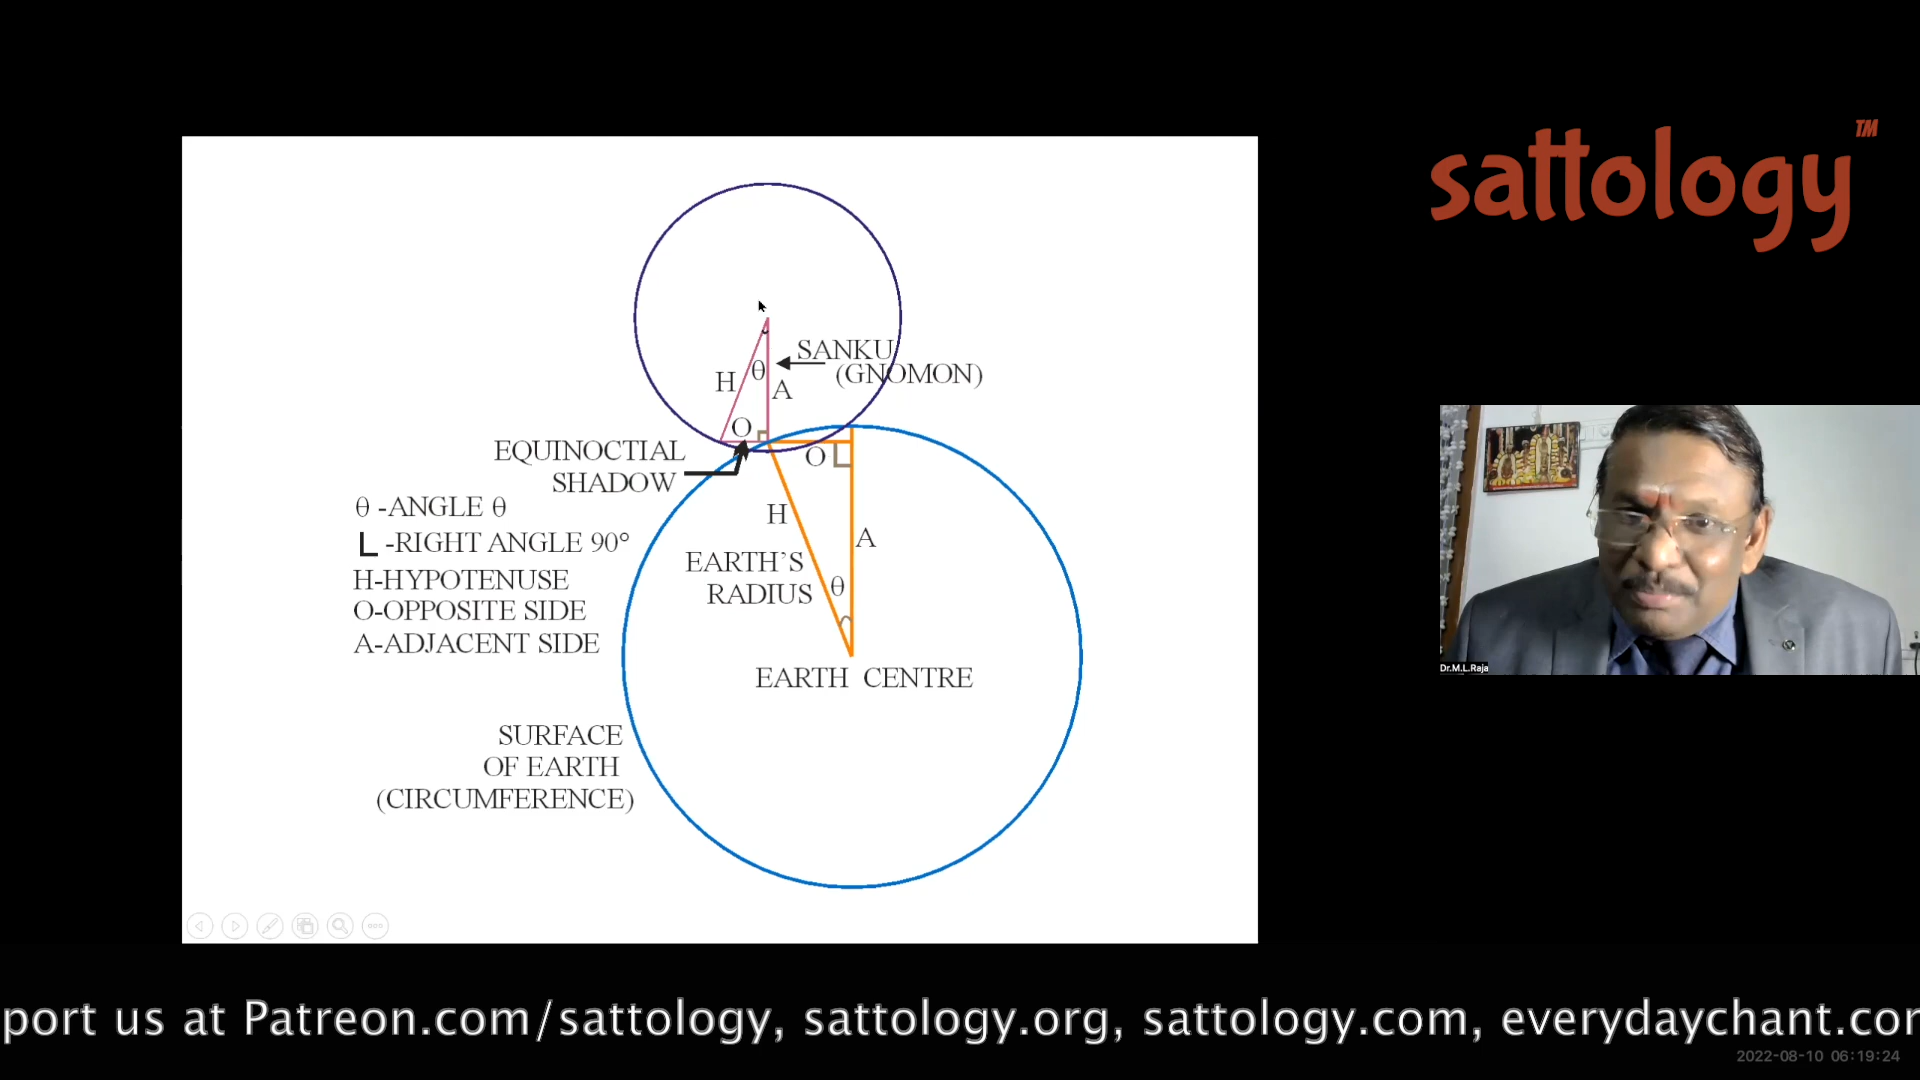 sattology™
SANKU
(GNOMON)
θ
H
A
O
EQUINOCTIAL
SHADOW
O
θ -ANGLE θ
-RIGHT ANGLE 90°
H-HYPOTENUSE
O-OPPOSITE SIDE
A-ADJACENT SIDE
H
A
EARTH'S
RADIUS
θ
EARTH CENTRE
SURFACE
OF EARTH
(CIRCUMFERENCE)
Dr.M.L.Raja
port us at Patreon.com/sattology, sattology.org, sattology.com, everydaychant.cor
2022-08-10 06:19:24